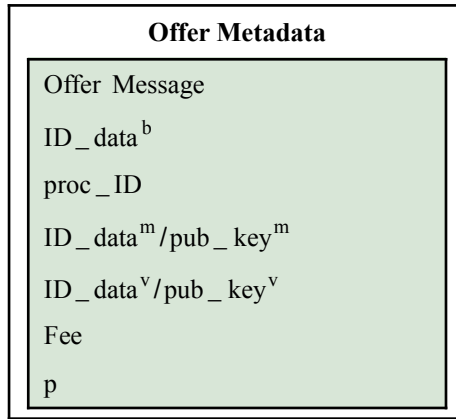 Offer Metadata
Offer Message
ID_data^b
proc_ID
ID_data^m/pub_key^m
ID_data^v/pub_key^v
Fee
p